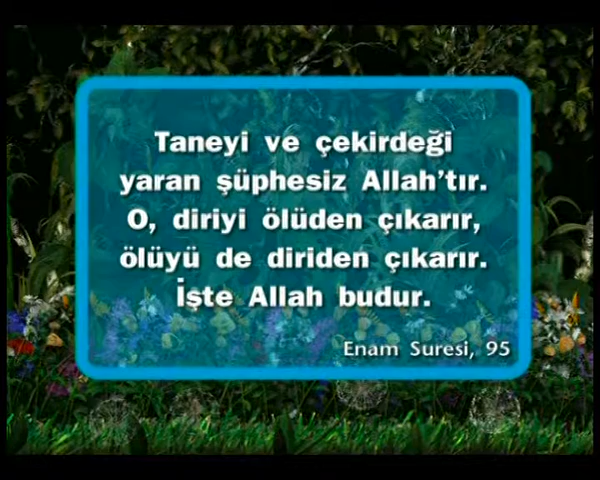 Taneyi ve çekirdeği
yaran şüphesiz Allah'tır.
O, diriyi ölüden çıkarır,
ölüyü de diriden çıkarır.
İşte Allah budur.
Enam Suresi, 95